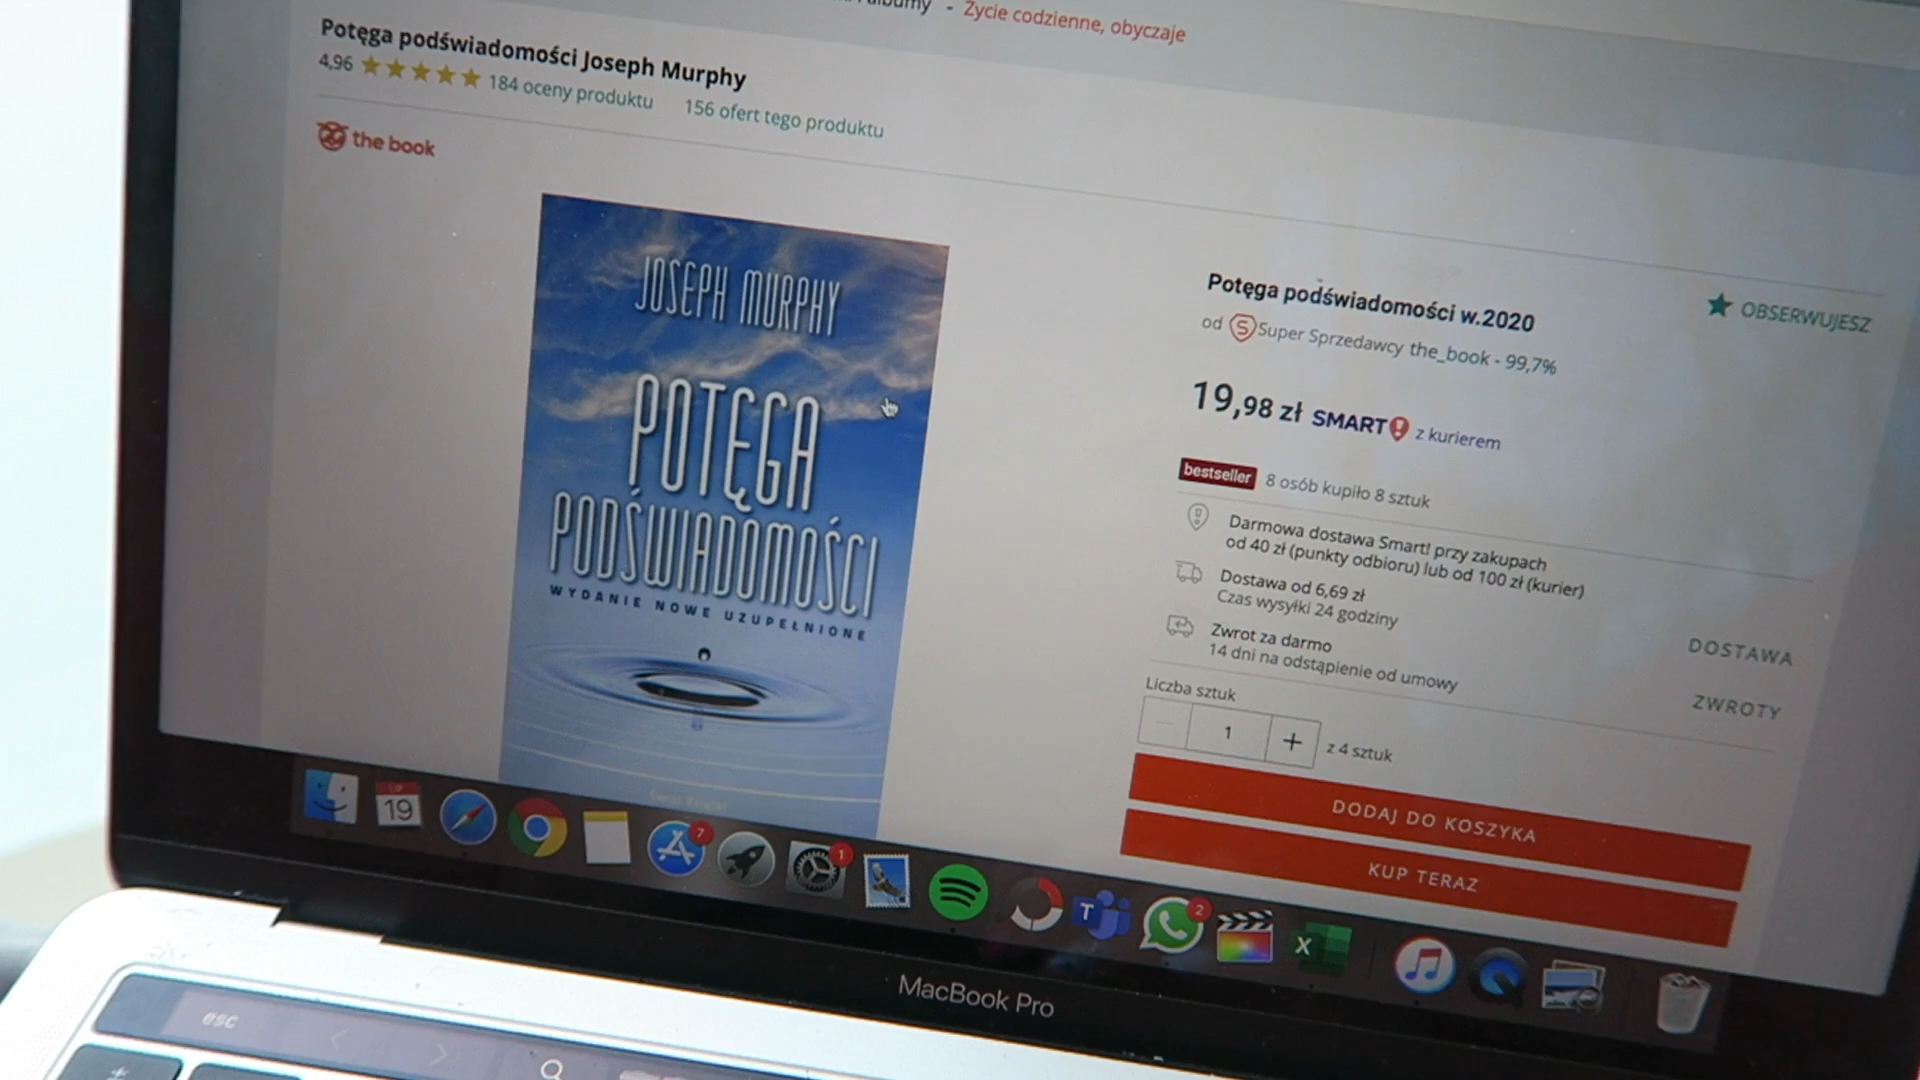 - Życie codzienne, obyczaje
Potęga podświadomości Joseph Murphy
4,96 184 oceny produktu 156 ofert tego produktu
the book
JOSEPH MURPHY
POTĘGA
PODŚWIADOMOŚCI
WYDANIE NOWE UZUPEŁNIONE
Potęga podświadomości w.2020
OBSERWUJESZ
od Super Sprzedawcy the_book - 99,7%
19,98 zł SMART! z kurierem
bestseller 8 osób kupiło 8 sztuk
Darmowa dostawa Smart! przy zakupach
od 40 zł (punkty odbioru) lub od 100 zł (kurier)
Dostawa od 6,69 zł
Czas wysyłki 24 godziny
DOSTAWA
Zwrot za darmo
14 dni na odstąpienie od umowy
ZWROTY
Liczba sztuk
1 + z 4 sztuk
DODAJ DO KOSZYKA
KUP TERAZ
19
7
1
T
2
X
MacBook Pro
esc